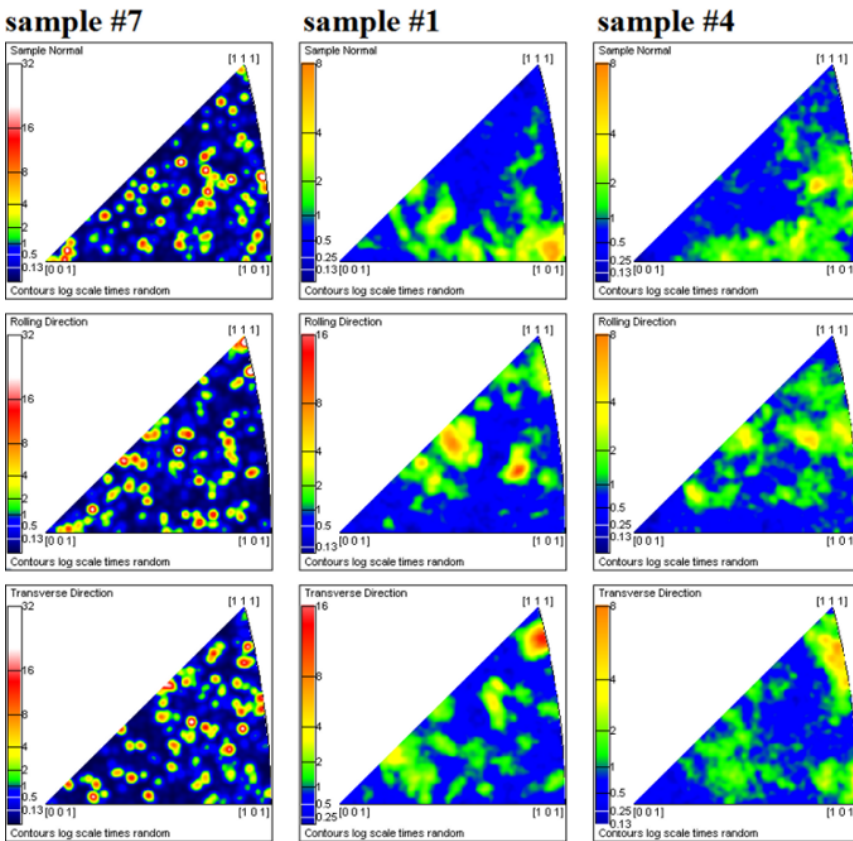 sample #7 sample #1 sample #4
Sample Normal
[1 1 1]
32
16
8
4
2
1
0.5
0.13
[0 0 1]
[1 0 1]
Contours log scale times random
Sample Normal
[1 1 1]
8
4
2
1
0.5
0.25
0.13
[0 0 1]
[1 0 1]
Contours log scale times random
Sample Normal
[1 1 1]
8
4
2
1
0.5
0.25
0.13
[0 0 1]
[1 0 1]
Contours log scale times random
Rolling Direction
[1 1 1]
32
16
8
4
2
1
0.5
0.13
[0 0 1]
[1 0 1]
Contours log scale times random
Rolling Direction
[1 1 1]
16
8
4
2
1
0.5
0.13
[0 0 1]
[1 0 1]
Contours log scale times random
Rolling Direction
[1 1 1]
8
4
2
1
0.5
0.25
0.13
[0 0 1]
[1 0 1]
Contours log scale times random
Transverse Direction
[1 1 1]
32
16
8
4
2
1
0.5
0.13
[0 0 1]
[1 0 1]
Contours log scale times random
Transverse Direction
[1 1 1]
16
8
4
2
1
0.5
0.25
[0 0 1]
[1 0 1]
Contours log scale times random
Transverse Direction
[1 1 1]
8
4
2
1
0.5
0.25
0.13
[0 0 1]
[1 0 1]
Contours log scale times random